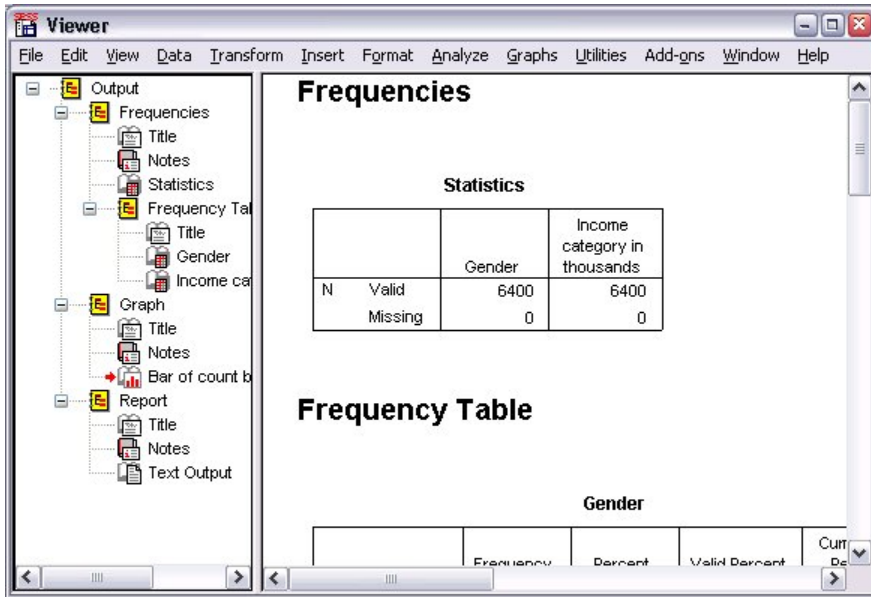 SPSS Viewer
File Edit View Data Transform Insert Format Analyze Graphs Utilities Add-ons Window Help
Output
Frequencies
Title
Notes
Statistics
Frequency Tal
Title
Gender
Income ca
Graph
Title
Notes
Bar of count b
Report
Title
Notes
Text Output
Frequencies
Statistics
Gender Income category in thousands
N Valid 6400 6400
Missing 0 0
Frequency Table
Gender
Frequency Percent Valid Percent